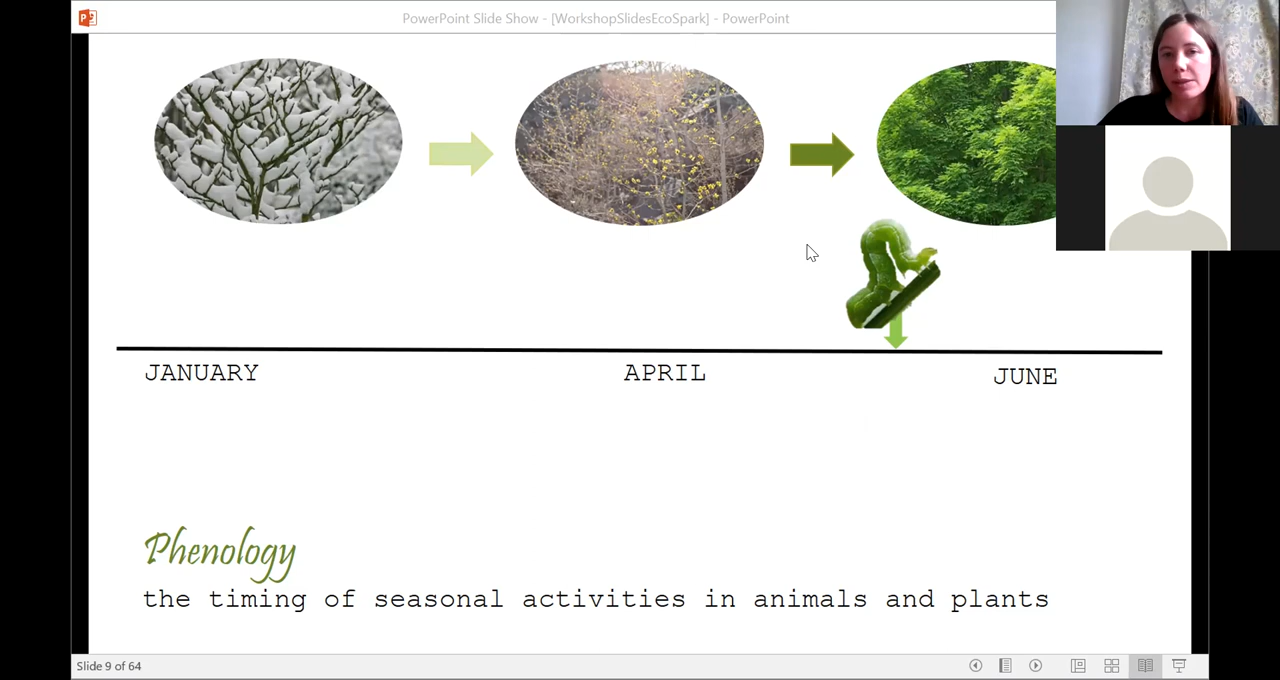 PowerPoint Slide Show - [WorkshopSlidesEcoSpark] - PowerPoint
JANUARY APRIL JUNE
Phenology
the timing of seasonal activities in animals and plants
Slide 9 of 64